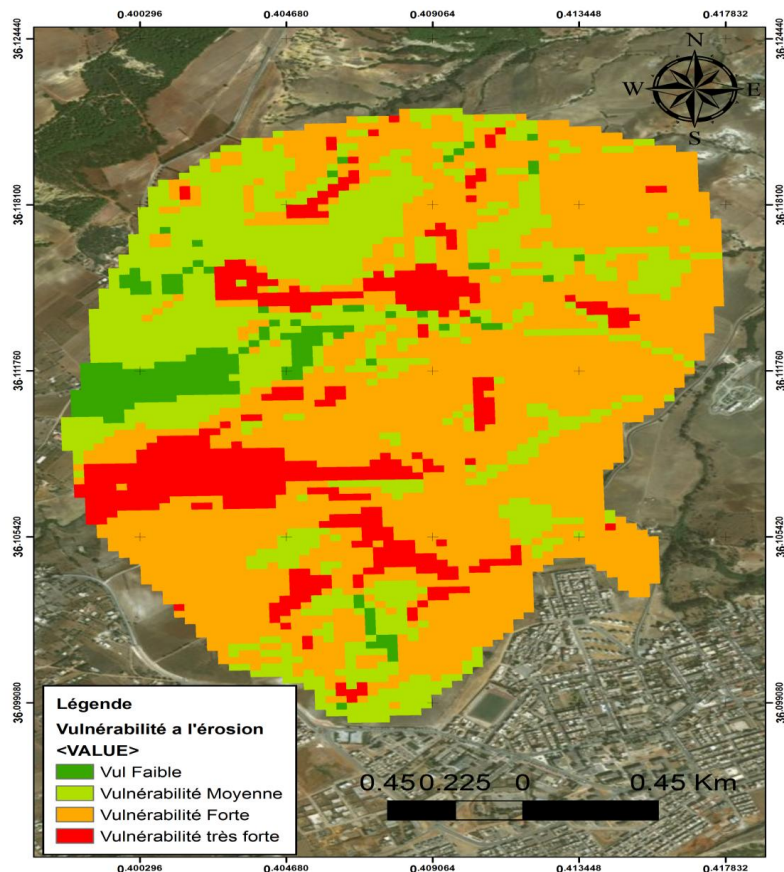 0.400296 0.404680 0.409064 0.413448 0.417832
36.124440 36.124440
N
W E
S
36.118100 36.118100
36.111760 36.111760
36.105420 36.105420
36.099080 36.099080
Légende
Vulnérabilité a l'érosion
<VALUE>
Vul Faible
Vulnérabilité Moyenne
Vulnérabilité Forte
Vulnérabilité très forte
0.45 0.225 0 0.45 Km
0.400296 0.404680 0.409064 0.413448 0.417832